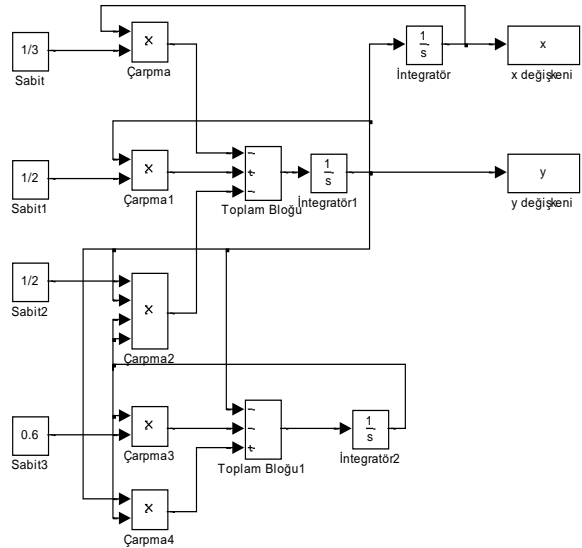 1/3
Sabit
x
Çarpma
1
s
İntegratör
x
x değişkeni
1/2
Sabit1
x
Çarpma1
−
+
−
Toplam Bloğu
1
s
İntegratör1
y
y değişkeni
1/2
Sabit2
x
Çarpma2
0.6
Sabit3
x
Çarpma3
−
−
+
Toplam Bloğu1
1
s
İntegratör2
x
Çarpma4